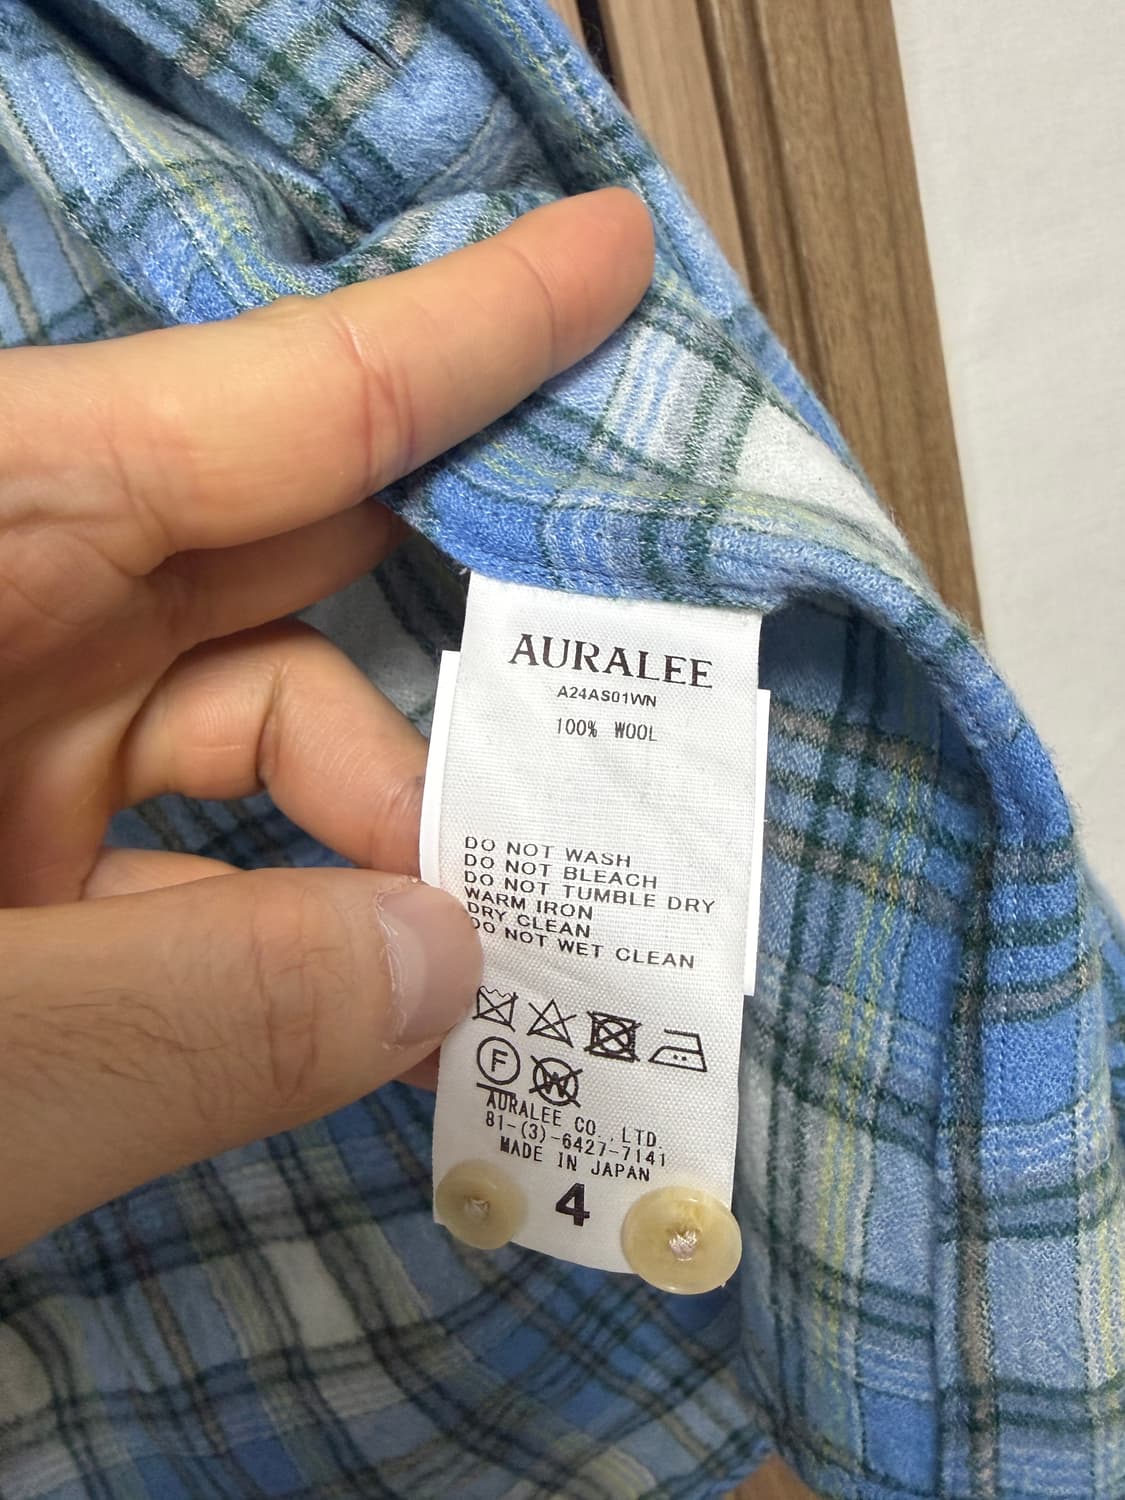 AURALEE
A24AS01WN
100% WOOL
DO NOT WASH
DO NOT BLEACH
DO NOT TUMBLE DRY
WARM IRON
DRY CLEAN
DO NOT WET CLEAN
F
W
AURALEE CO.,LTD.
81-(3)-6427-7141
MADE IN JAPAN
4